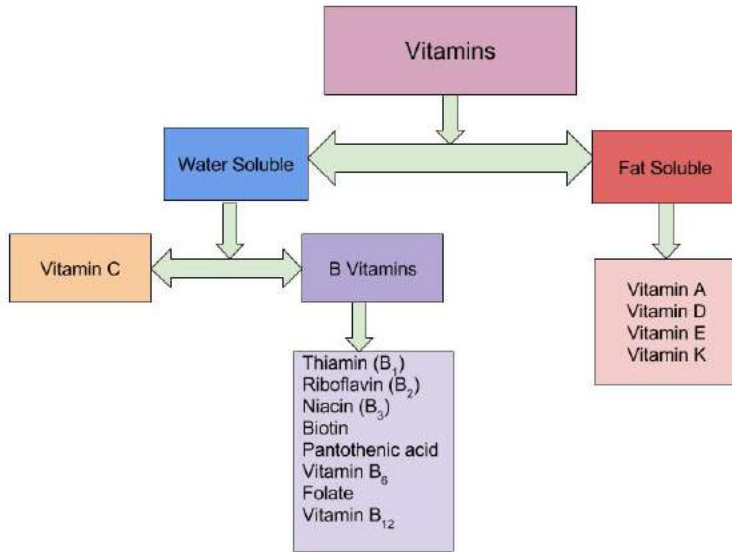 Vitamins
Water Soluble
Fat Soluble
Vitamin C
B Vitamins
Vitamin A
Vitamin D
Vitamin E
Vitamin K
Thiamin (B₁)
Riboflavin (B₂)
Niacin (B₃)
Biotin
Pantothenic acid
Vitamin B₆
Folate
Vitamin B₁₂